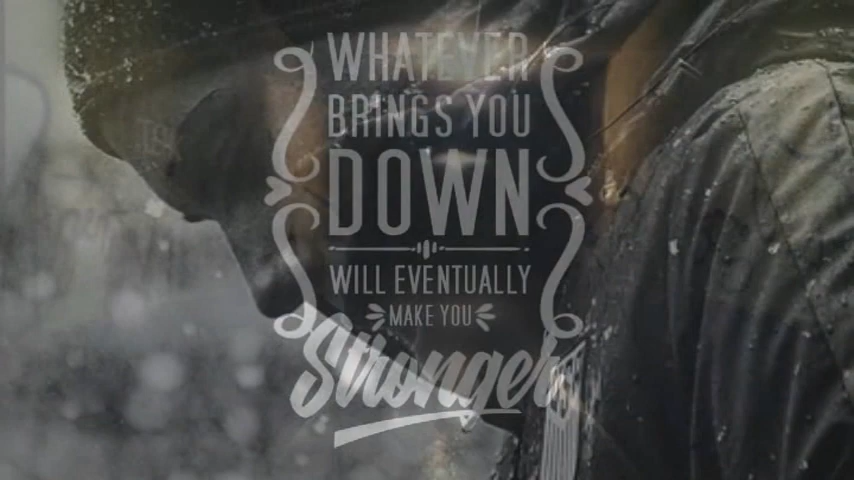 WHATEVER
BRINGS YOU
DOWN
WILL EVENTUALLY
MAKE YOU
Stronger